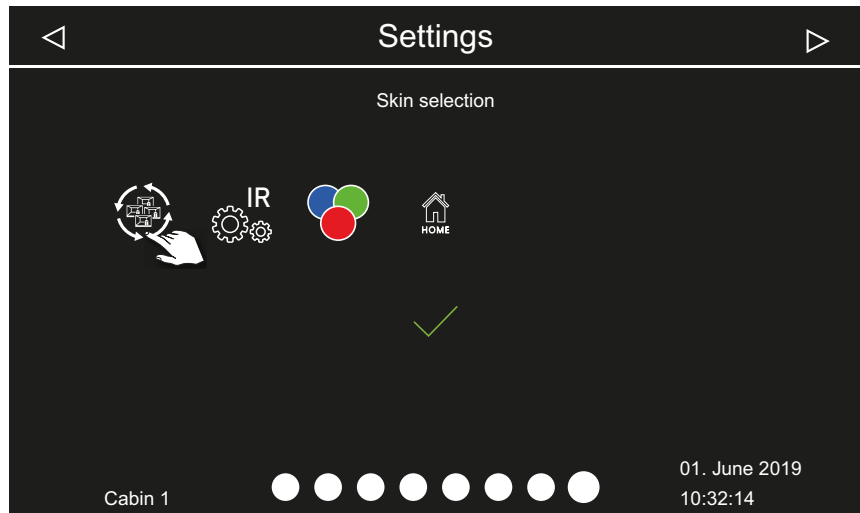 Settings
Skin selection
IR
HOME
Cabin 1
01. June 2019
10:32:14